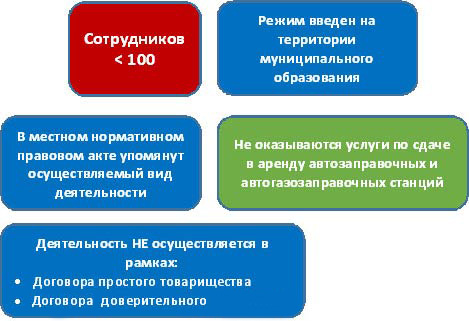 Сотрудников
< 100
Режим введен на
территории
муниципального
образования
В местном нормативном
правовом акте упомянут
осуществляемый вид
деятельности
Не оказываются услуги по сдаче
в аренду автозаправочных и
автогазозаправочных станций
Деятельность НЕ осуществляется в
рамках:
• Договора простого товарищества
• Договора доверительного